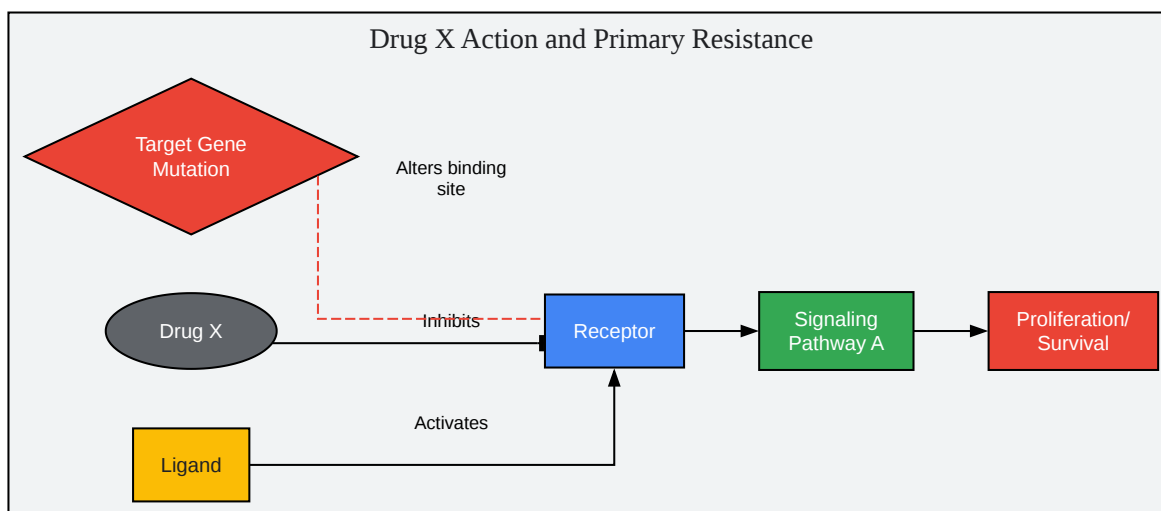 Drug X Action and Primary Resistance
Target Gene
Mutation
Alters binding
site
Drug X
Inhibits
Receptor
Signaling
Pathway A
Proliferation/
Survival
Activates
Ligand